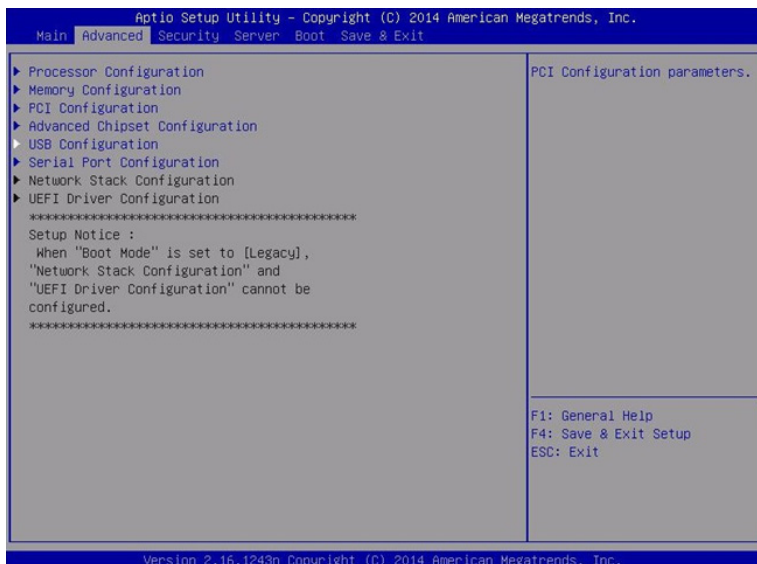 Aptio Setup Utility – Copyright (C) 2014 American Megatrends, Inc.
Main Advanced Security Server Boot Save & Exit
Processor Configuration
Memory Configuration
PCI Configuration
Advanced Chipset Configuration
USB Configuration
Serial Port Configuration
Network Stack Configuration
UEFI Driver Configuration
***********************************************
Setup Notice :
When "Boot Mode" is set to [Legacy],
"Network Stack Configuration" and
"UEFI Driver Configuration" cannot be
configured.
***********************************************
PCI Configuration parameters.
F1: General Help
F4: Save & Exit Setup
ESC: Exit
Version 2.16.1243n Copyright (C) 2014 American Megatrends, Inc.